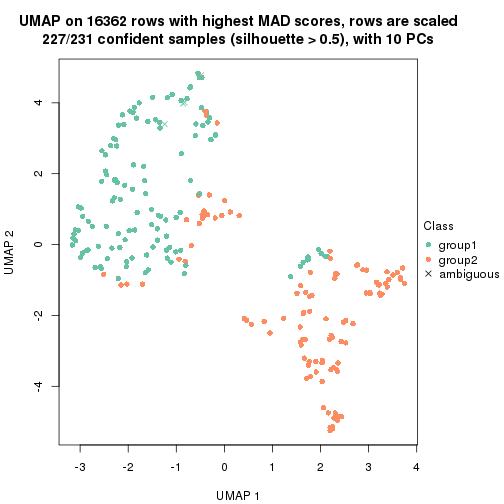 UMAP on 16362 rows with highest MAD scores, rows are scaled
227/231 confident samples (silhouette > 0.5), with 10 PCs
4
2
0
-2
-4
UMAP 2
-3
-2
-1
0
1
2
3
4
UMAP 1
Class
group1
group2
ambiguous